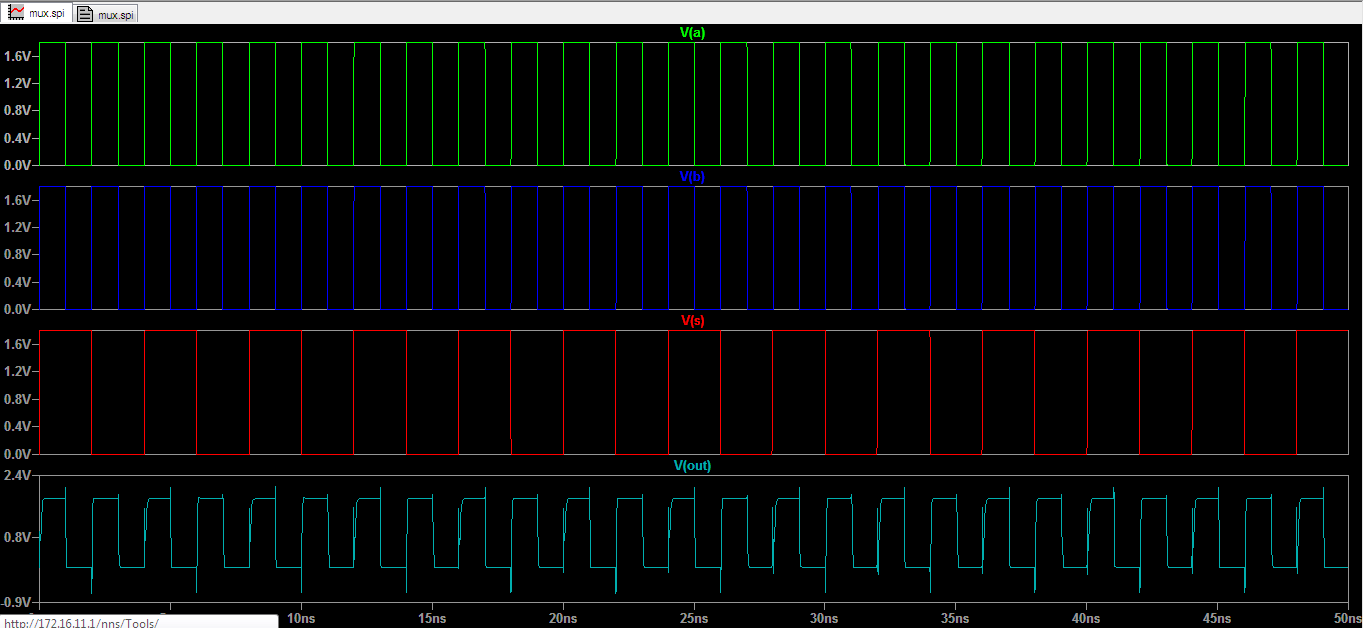 mux.spi mux.spi
V(a)
1.6V
1.2V
0.8V
0.4V
0.0V
V(b)
1.6V
1.2V
0.8V
0.4V
0.0V
V(s)
1.6V
1.2V
0.8V
0.4V
0.0V
V(out)
2.4V
0.8V
-0.9V
10ns 15ns 20ns 25ns 30ns 35ns 40ns 45ns 50ns
http://172.16.11.1/nns/Tools/